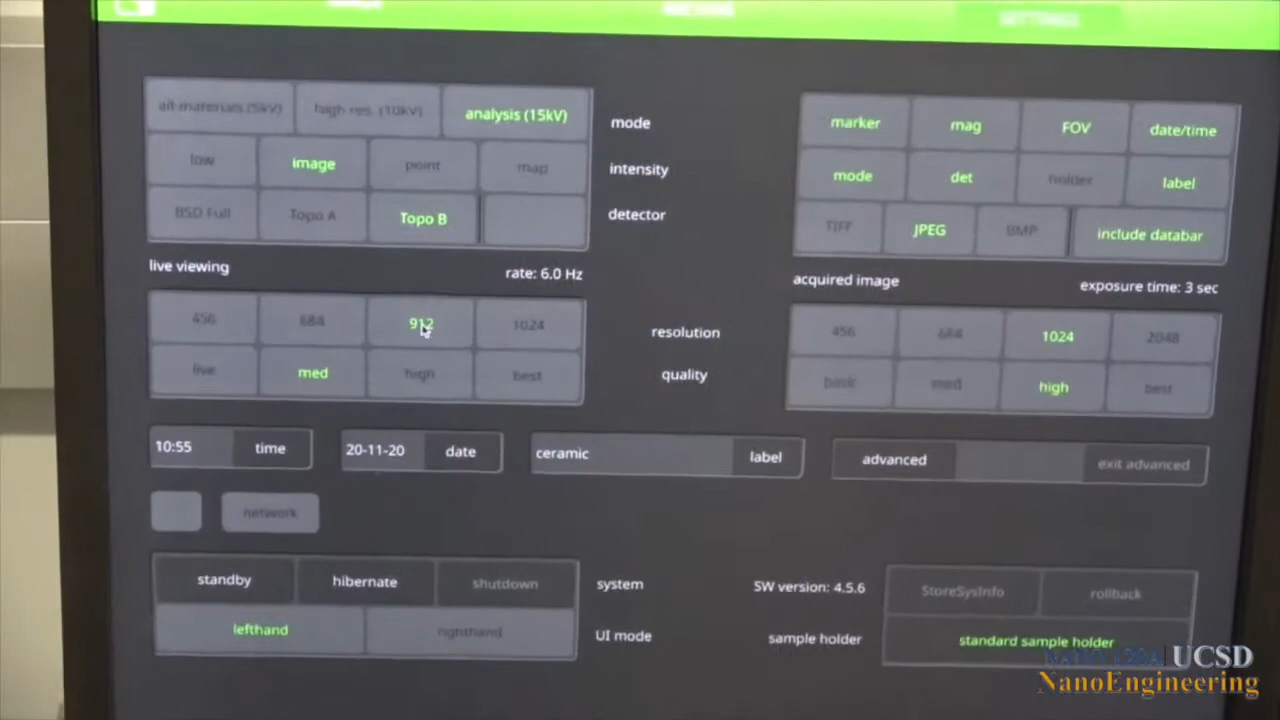 SETTINGS
all materials (5kV) high res. (10kV) analysis (15kV) mode marker mag FOV date/time
low image point map intensity mode det holder label
BSD Full Topo A Topo B detector TIFF JPEG BMP include databar
live viewing rate: 6.0 Hz acquired image exposure time: 3 sec
456 684 912 1024 resolution 456 684 1024 2048
live med high best quality basic med high best
10:55 time 20-11-20 date ceramic label advanced exit advanced
network
standby hibernate shutdown system SW version: 4.5.6 StoreSysInfo rollback
lefthand righthand UI mode sample holder standard sample holder
UCSD
NanoEngineering